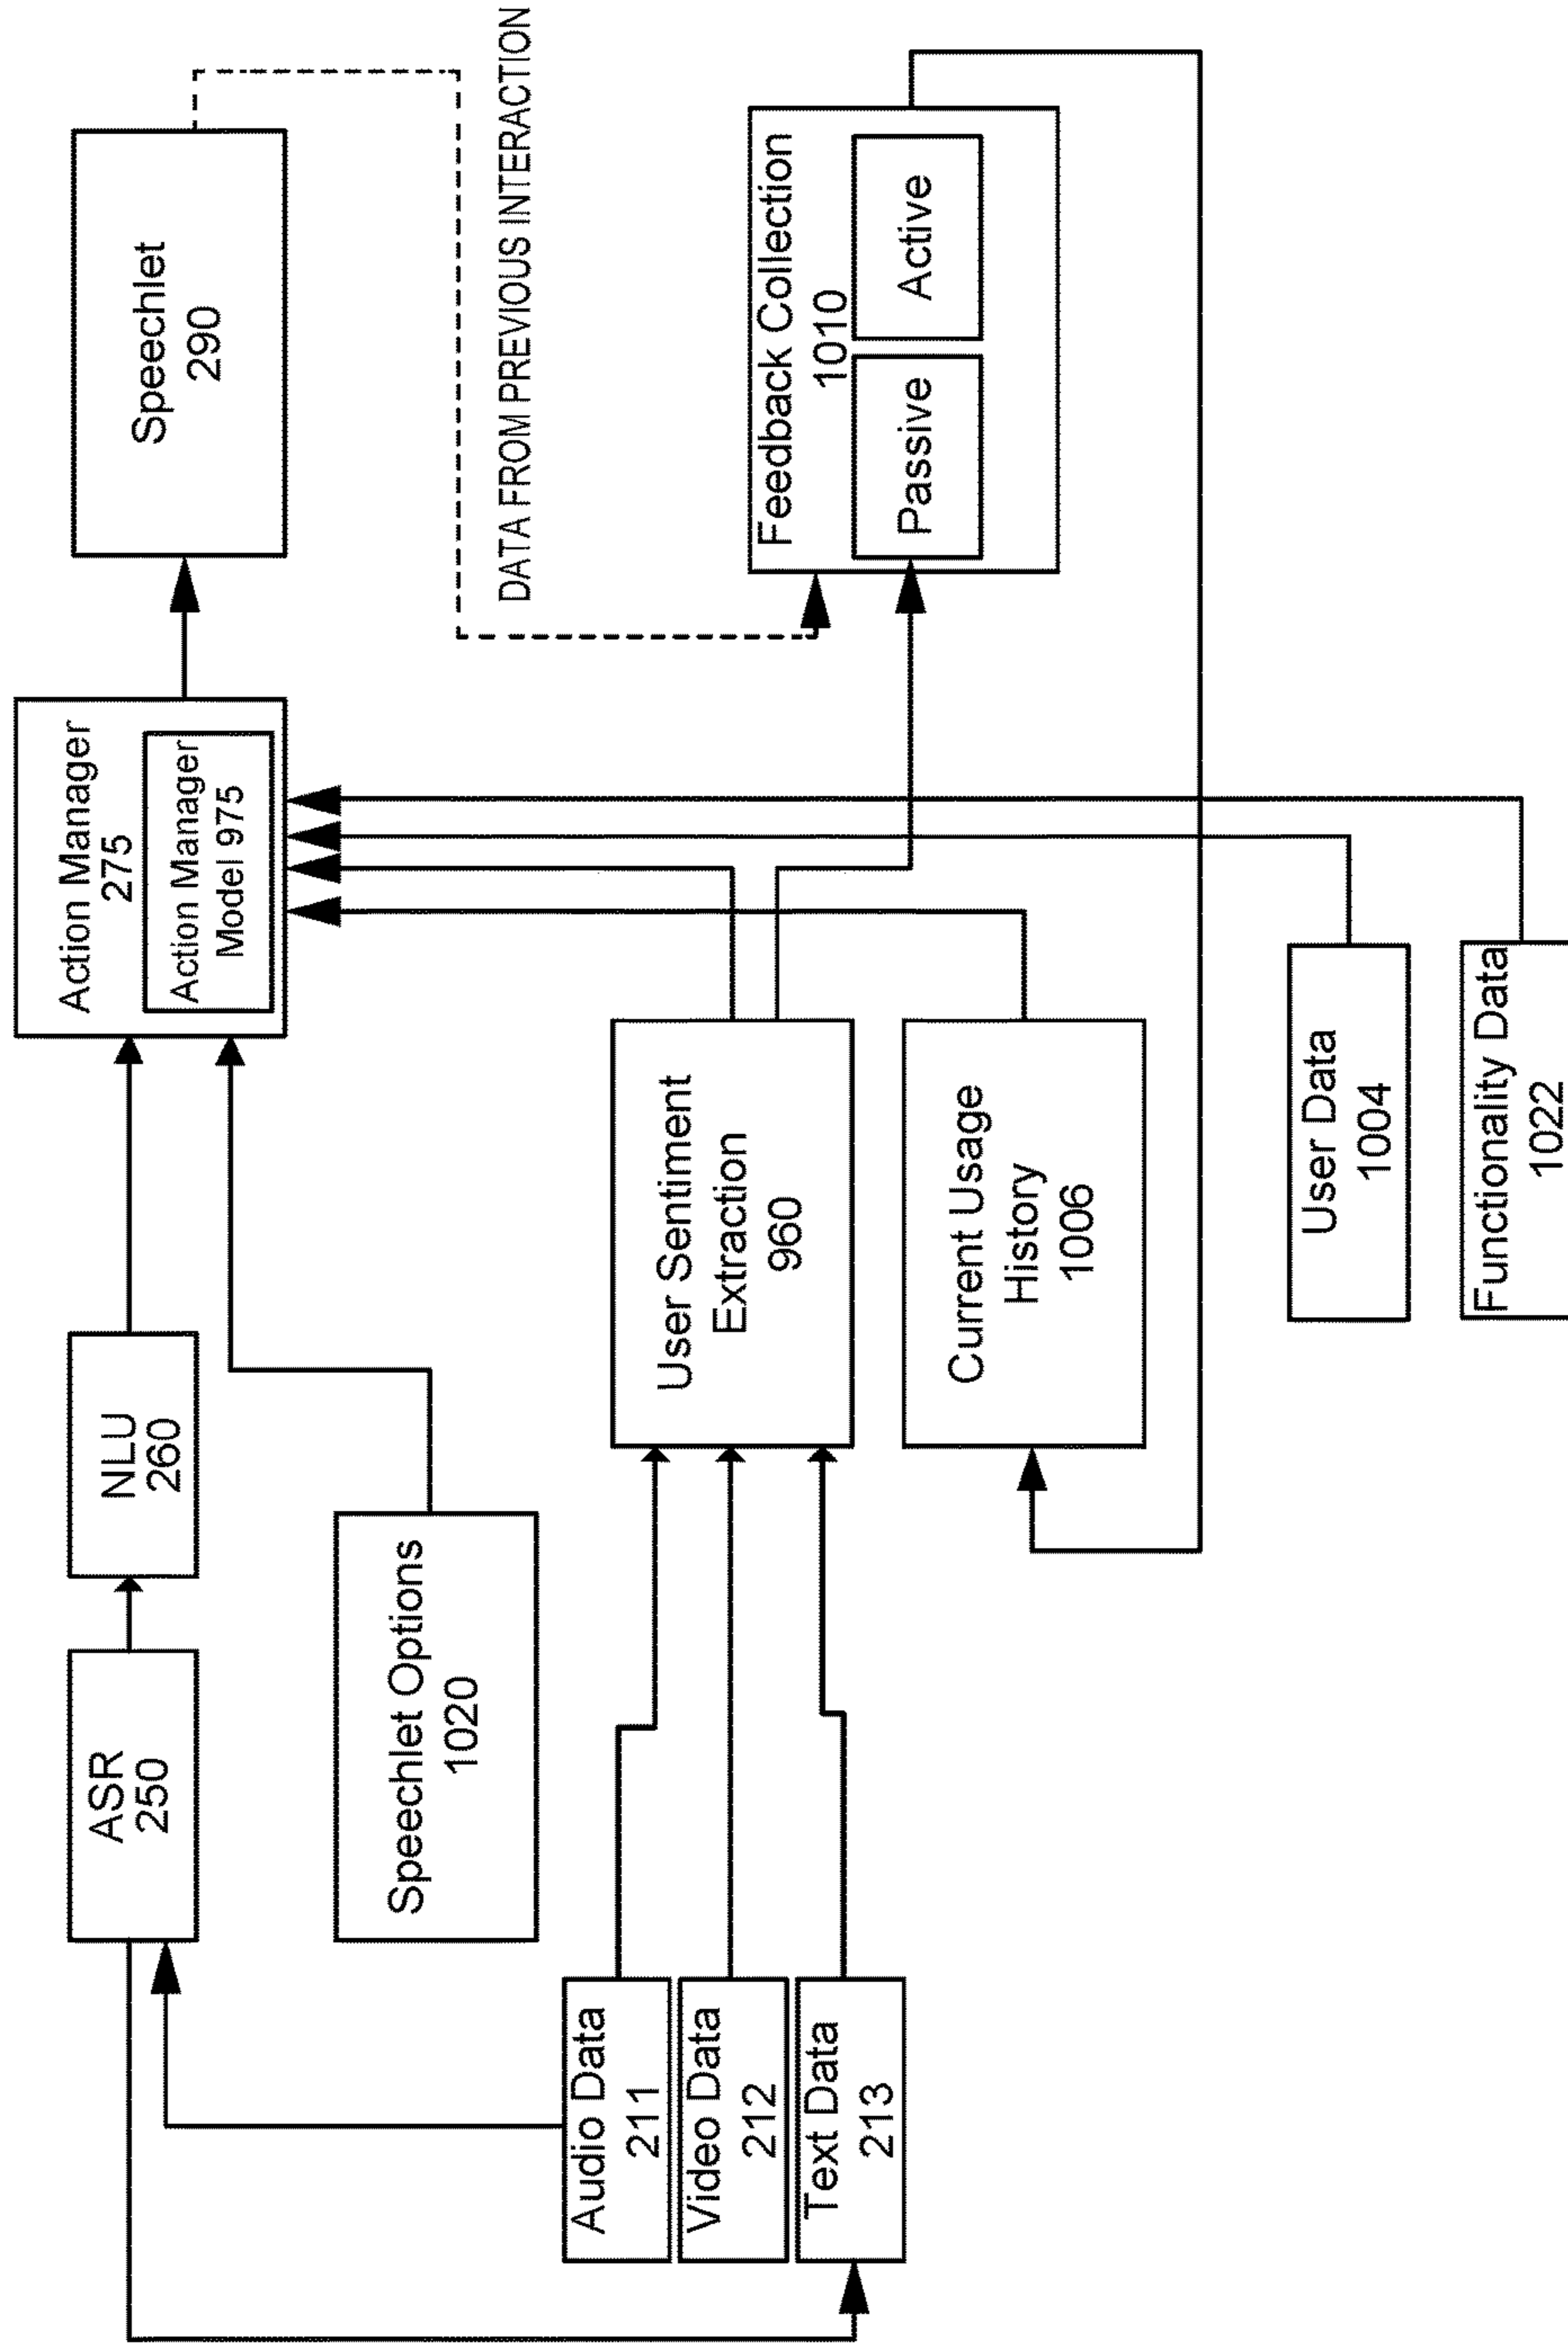 ASR
250
NLU
260
Action Manager
275
Action Manager
Model 975
Speechlet
290
Speechlet Options
1020
DATA FROM PREVIOUS INTERACTION
Audio Data
211
Video Data
212
Text Data
213
User Sentiment
Extraction
960
Feedback Collection
1010
Passive
Active
Current Usage
History
1006
User Data
1004
Functionality Data
1022